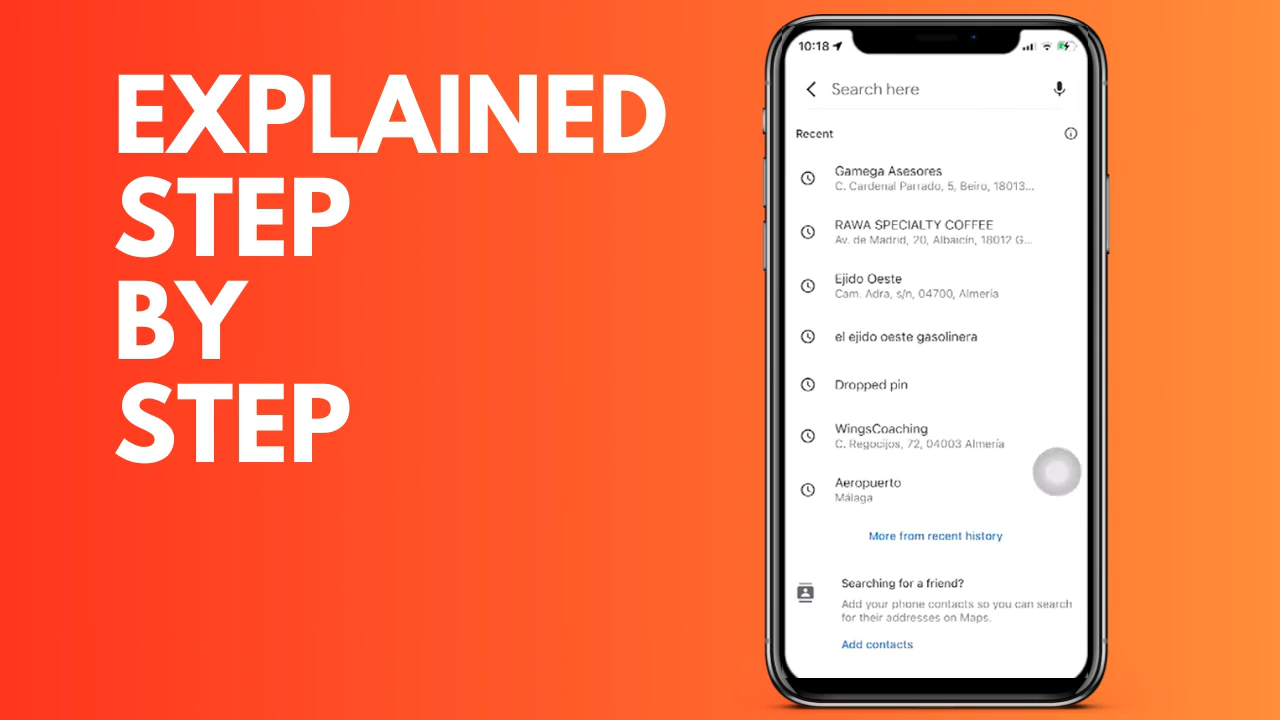 EXPLAINED
STEP
BY
STEP
10:18
Search here
Recent
Gamega Asesores
C. Cardenal Parrado, 5, Beiro, 18013...
RAWA SPECIALTY COFFEE
Av. de Madrid, 20, Albaicín, 18012 G...
Ejido Oeste
Cam. Adra, s/n, 04700, Almería
el ejido oeste gasolinera
Dropped pin
WingsCoaching
C. Regocijos, 72, 04003 Almería
Aeropuerto
Málaga
More from recent history
Searching for a friend?
Add your phone contacts so you can search
for their addresses on Maps.
Add contacts